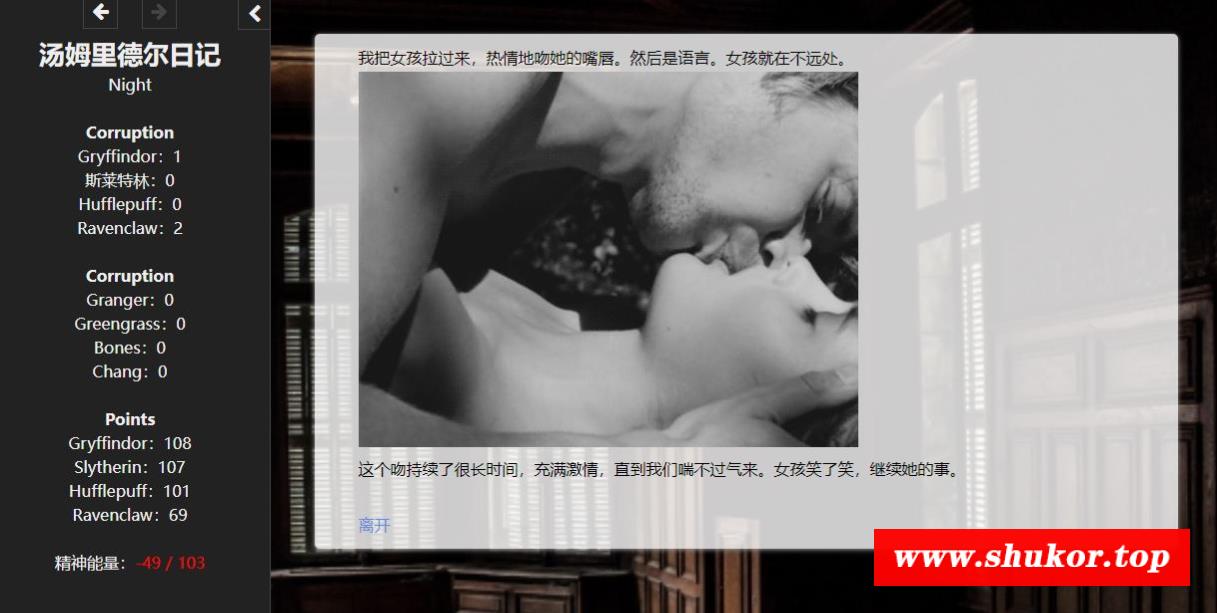 汤姆里德尔日记
Night
Corruption
Gryffindor：1
斯莱特林：0
Hufflepuff：0
Ravenclaw：2
Corruption
Granger：0
Greengrass：0
Bones：0
Chang：0
Points
Gryffindor：108
Slytherin：107
Hufflepuff：101
Ravenclaw：69
精神能量：-49 / 103
我把女孩拉过来，热情地吻她的嘴唇。然后是语言。女孩就在不远处。
这个吻持续了很长时间，充满激情，直到我们喘不过气来。女孩笑了笑，继续她的事。
离开
www.shukor.top